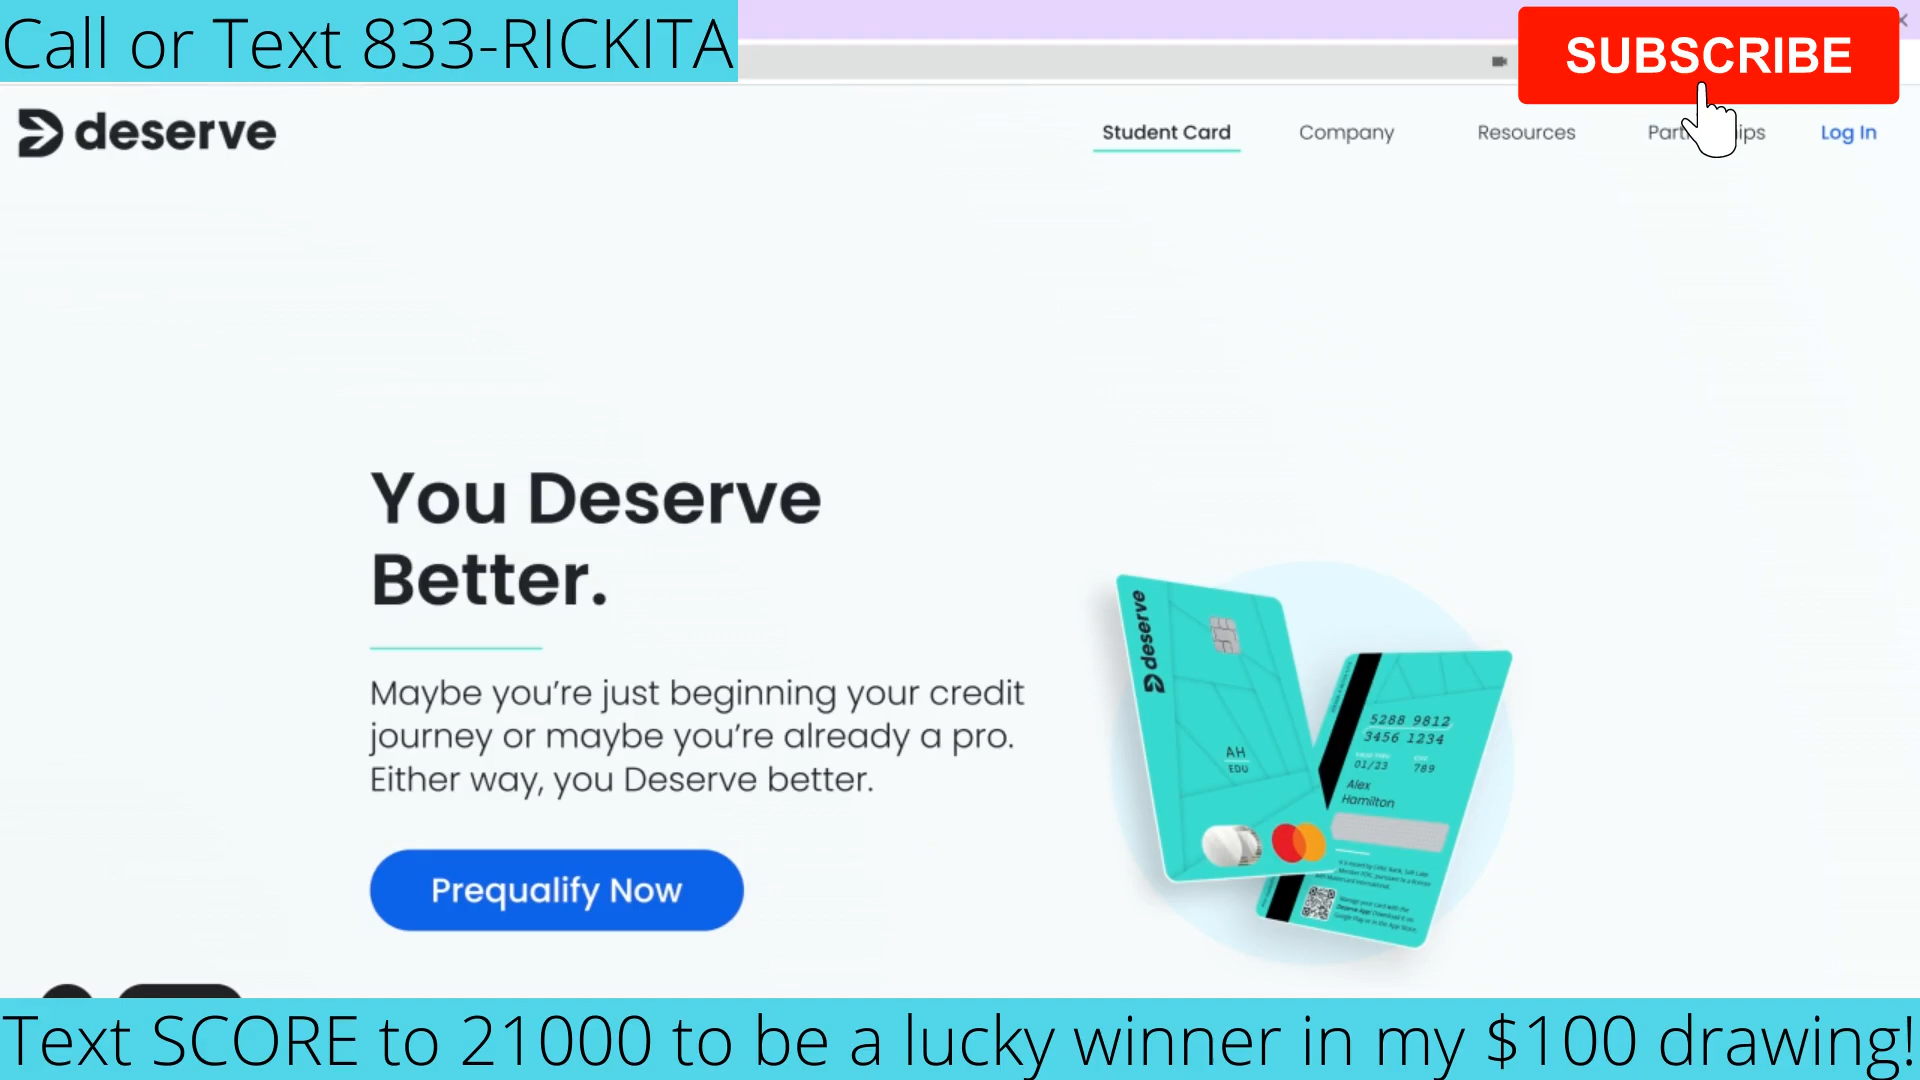 Call or Text 833-RICKITA
SUBSCRIBE
deserve
Student Card
Company
Resources
Log In
You Deserve
Better.
Maybe you’re just beginning your credit
journey or maybe you’re already a pro.
Either way, you Deserve better.
Prequalify Now
deserve
AH
EDU
5288 9812
3456 1234
01/23
789
Alex
Hamilton
Text SCORE to 21000 to be a lucky winner in my $100 drawing!